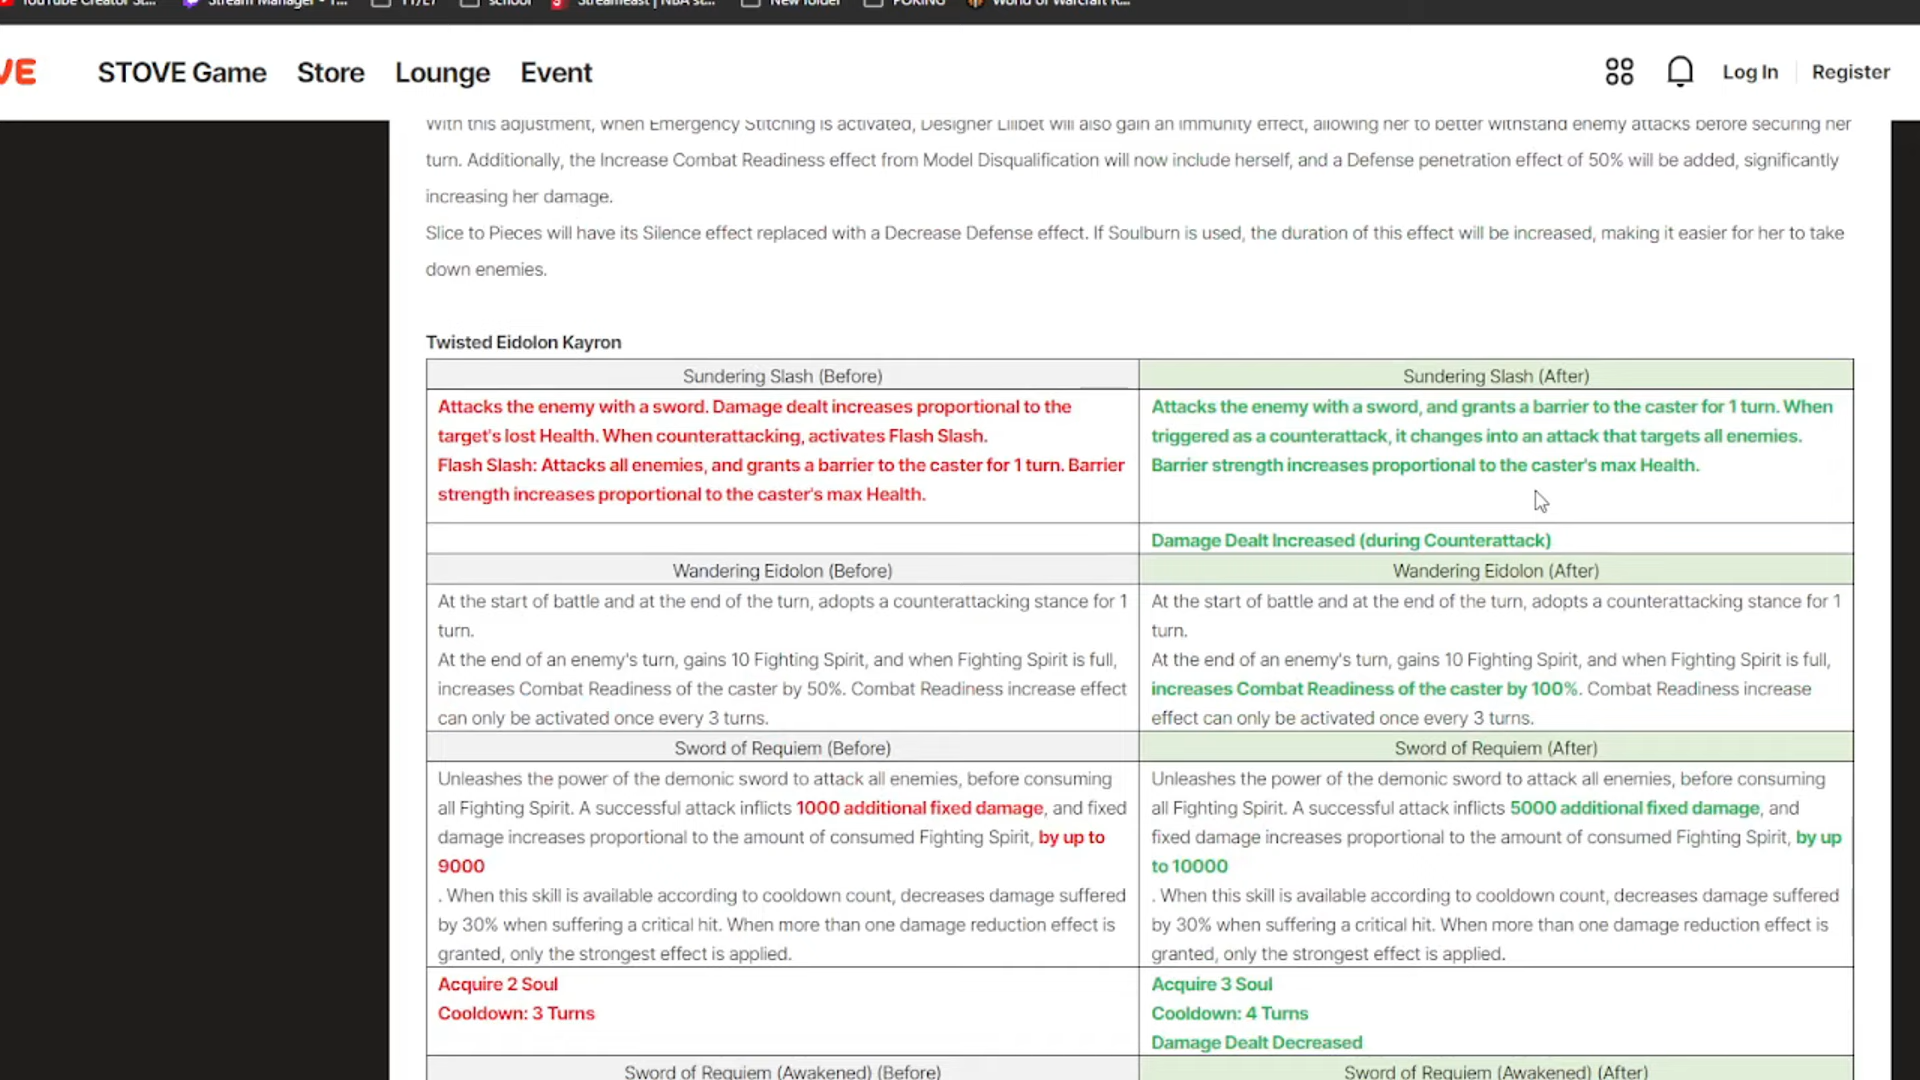 YouTube Creator St... Stream Manager - T... school Streameast | NBA st... New folder POKING World of Warcraft R...
VE STOVE Game Store Lounge Event Log In Register
With this adjustment, when Emergency Stitching is activated, Designer Lilibet will also gain an immunity effect, allowing her to better withstand enemy attacks before securing her
turn. Additionally, the Increase Combat Readiness effect from Model Disqualification will now include herself, and a Defense penetration effect of 50% will be added, significantly
increasing her damage.
Slice to Pieces will have its Silence effect replaced with a Decrease Defense effect. If Soulburn is used, the duration of this effect will be increased, making it easier for her to take
down enemies.
Twisted Eidolon Kayron
Sundering Slash (Before)
Sundering Slash (After)
Attacks the enemy with a sword. Damage dealt increases proportional to the
target's lost Health. When counterattacking, activates Flash Slash.
Flash Slash: Attacks all enemies, and grants a barrier to the caster for 1 turn. Barrier
strength increases proportional to the caster's max Health.
Attacks the enemy with a sword, and grants a barrier to the caster for 1 turn. When
triggered as a counterattack, it changes into an attack that targets all enemies.
Barrier strength increases proportional to the caster's max Health.
Damage Dealt Increased (during Counterattack)
Wandering Eidolon (Before)
Wandering Eidolon (After)
At the start of battle and at the end of the turn, adopts a counterattacking stance for 1
turn.
At the end of an enemy's turn, gains 10 Fighting Spirit, and when Fighting Spirit is full,
increases Combat Readiness of the caster by 50%. Combat Readiness increase effect
can only be activated once every 3 turns.
At the start of battle and at the end of the turn, adopts a counterattacking stance for 1
turn.
At the end of an enemy's turn, gains 10 Fighting Spirit, and when Fighting Spirit is full,
increases Combat Readiness of the caster by 100%. Combat Readiness increase
effect can only be activated once every 3 turns.
Sword of Requiem (Before)
Sword of Requiem (After)
Unleashes the power of the demonic sword to attack all enemies, before consuming
all Fighting Spirit. A successful attack inflicts 1000 additional fixed damage, and fixed
damage increases proportional to the amount of consumed Fighting Spirit, by up to
9000
. When this skill is available according to cooldown count, decreases damage suffered
by 30% when suffering a critical hit. When more than one damage reduction effect is
granted, only the strongest effect is applied.
Unleashes the power of the demonic sword to attack all enemies, before consuming
all Fighting Spirit. A successful attack inflicts 5000 additional fixed damage, and
fixed damage increases proportional to the amount of consumed Fighting Spirit, by up
to 10000
. When this skill is available according to cooldown count, decreases damage suffered
by 30% when suffering a critical hit. When more than one damage reduction effect is
granted, only the strongest effect is applied.
Acquire 2 Soul
Cooldown: 3 Turns
Acquire 3 Soul
Cooldown: 4 Turns
Damage Dealt Decreased
Sword of Requiem (Awakened) (Before)
Sword of Requiem (Awakened) (After)